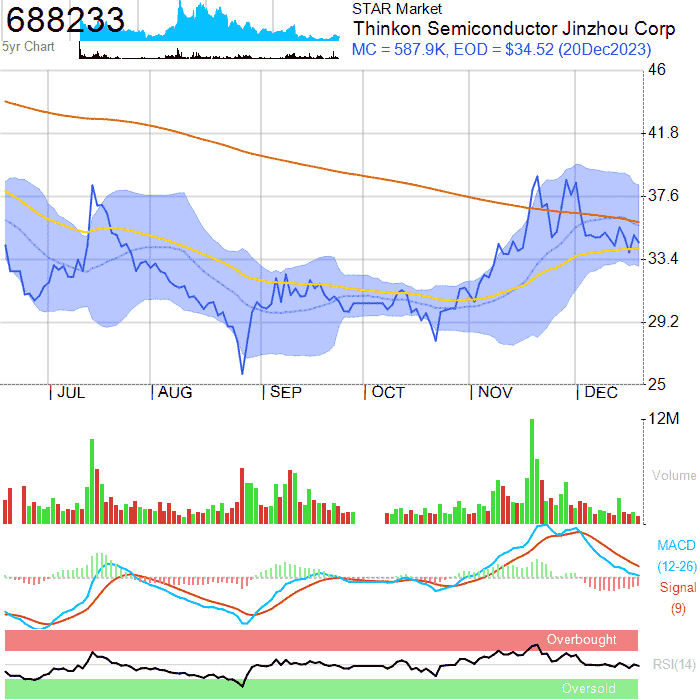 688233
5yr Chart
STAR Market
Thinkon Semiconductor Jinzhou Corp
MC = 587.9K, EOD = $34.52 (20Dec2023)
46
41.8
37.6
33.4
29.2
25
JUL AUG SEP OCT NOV DEC
12M
Volume
MACD
(12-26)
Signal
(9)
Overbought
RSI(14)
Oversold